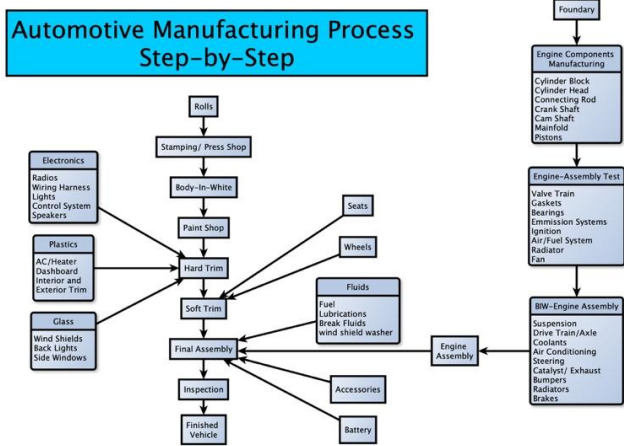 Automotive Manufacturing Process
Step-by-Step
Foundary
Engine Components
Manufacturing
Cylinder Block
Cylinder Head
Connecting Rod
Crank Shaft
Cam Shaft
Mainfold
Pistons
Rolls
Stamping/ Press Shop
Body-In-White
Paint Shop
Hard Trim
Soft Trim
Final Assembly
Inspection
Finished
Vehicle
Electronics
Radios
Wiring Harness
Lights
Control System
Speakers
Plastics
AC/Heater
Dashboard
Interior and
Exterior Trim
Glass
Wind Shields
Back Lights
Side Windows
Seats
Wheels
Fluids
Fuel
Lubrications
Break Fluids
wind shield washer
Accessories
Battery
Engine
Assembly
Engine-Assembly Test
Valve Train
Gaskets
Bearings
Emmission Systems
Ignition
Air/Fuel System
Radiator
Fan
BIW-Engine Assembly
Suspension
Drive Train/Axle
Coolants
Air Conditioning
Steering
Catalyst/ Exhaust
Bumpers
Radiators
Brakes